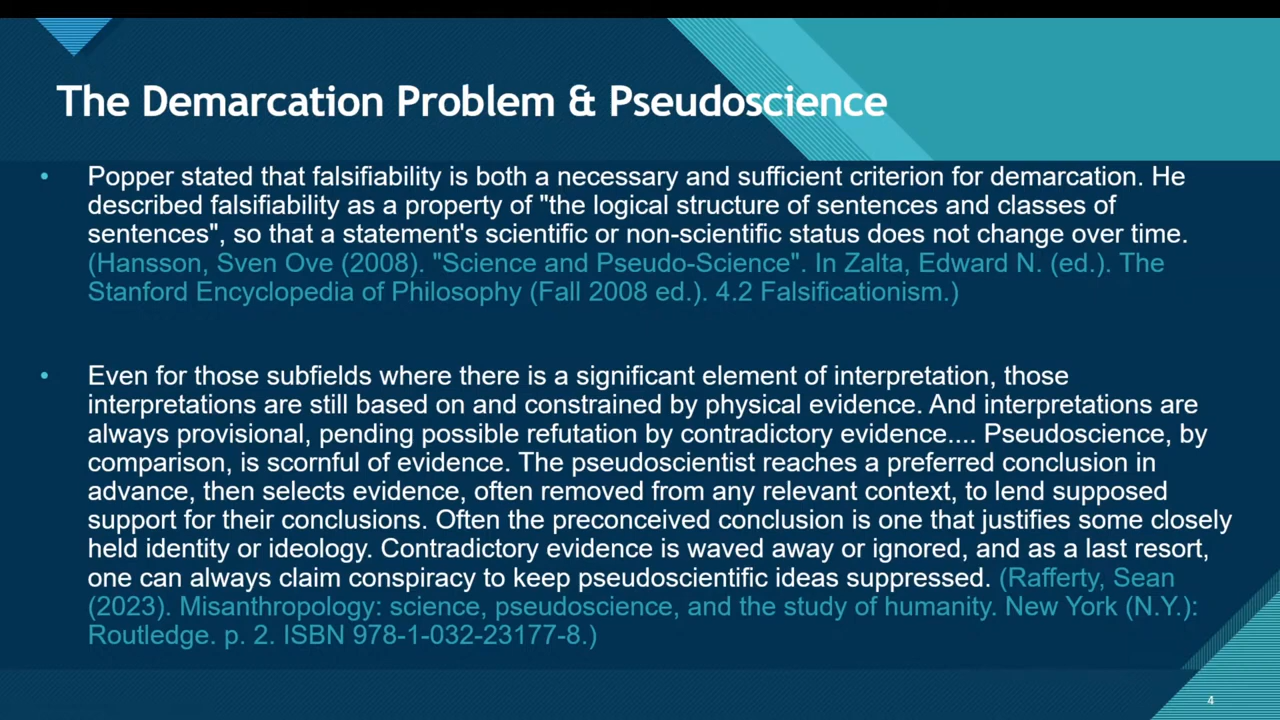 The Demarcation Problem & Pseudoscience
• Popper stated that falsifiability is both a necessary and sufficient criterion for demarcation. He
described falsifiability as a property of "the logical structure of sentences and classes of
sentences", so that a statement's scientific or non-scientific status does not change over time.
(Hansson, Sven Ove (2008). "Science and Pseudo-Science". In Zalta, Edward N. (ed.). The
Stanford Encyclopedia of Philosophy (Fall 2008 ed.). 4.2 Falsificationism.)
• Even for those subfields where there is a significant element of interpretation, those
interpretations are still based on and constrained by physical evidence. And interpretations are
always provisional, pending possible refutation by contradictory evidence.... Pseudoscience, by
comparison, is scornful of evidence. The pseudoscientist reaches a preferred conclusion in
advance, then selects evidence, often removed from any relevant context, to lend supposed
support for their conclusions. Often the preconceived conclusion is one that justifies some closely
held identity or ideology. Contradictory evidence is waved away or ignored, and as a last resort,
one can always claim conspiracy to keep pseudoscientific ideas suppressed. (Rafferty, Sean
(2023). Misanthropology: science, pseudoscience, and the study of humanity. New York (N.Y.):
Routledge. p. 2. ISBN 978-1-032-23177-8.)
4